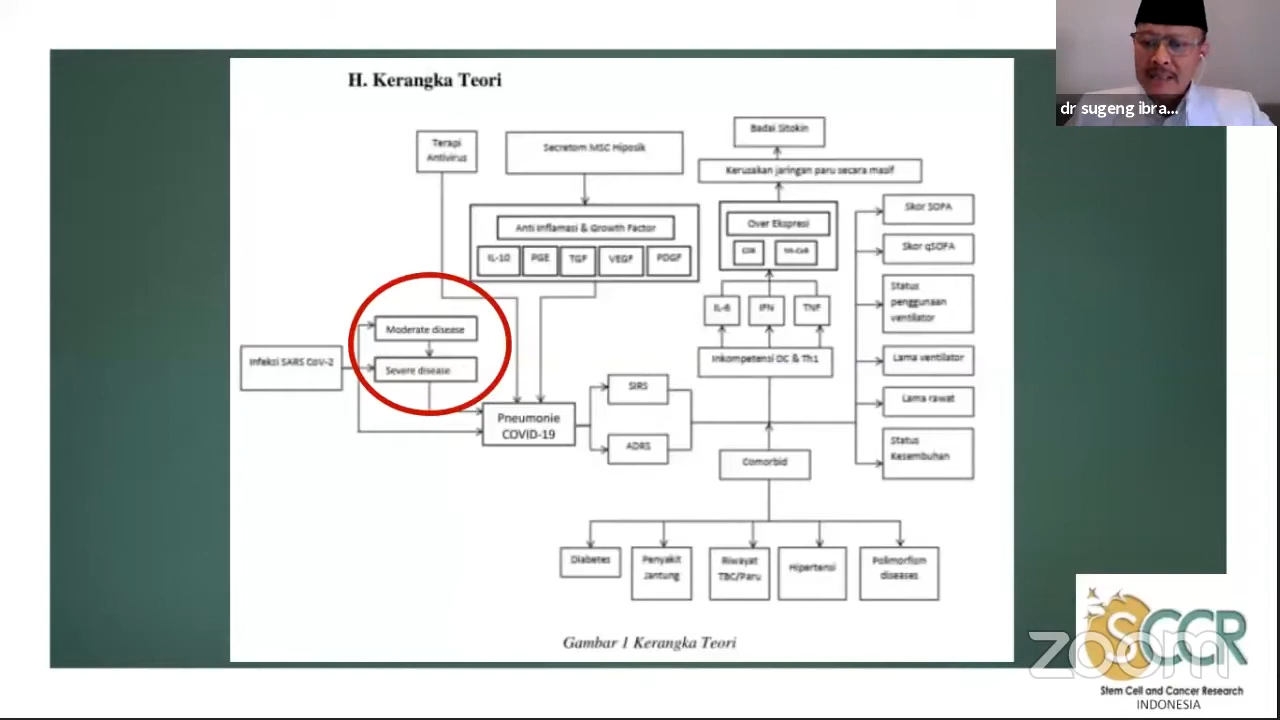 dr sugeng ibra...
H. Kerangka Teori
Terapi
Antivirus
Secretom MSC Hiposik
Badai Sitokin
Kerusakan jaringan paru secara masif
Anti Inflamasi & Growth Factor
IL-10 PGE TGF VEGF PDGF
Over Ekspresi
Skor SOFA
Skor qSOFA
Status
penggunaan
ventilator
IL-6 IFN TNF
Moderate disease
Infeksi SARS CoV-2
Severe disease
Inkompetensi DC & Th1
Lama ventilator
SIRS
Lama rawat
Pneumonie
COVID-19
ADRS
Comorbid
Status
Kesembuhan
Diabetes
Penyakit
Jantung
Riwayat
TBC/Paru
Hipertensi
Polimorfism
diseases
Gambar 1 Kerangka Teori
zoom
SCCR
Stem Cell and Cancer Research
INDONESIA